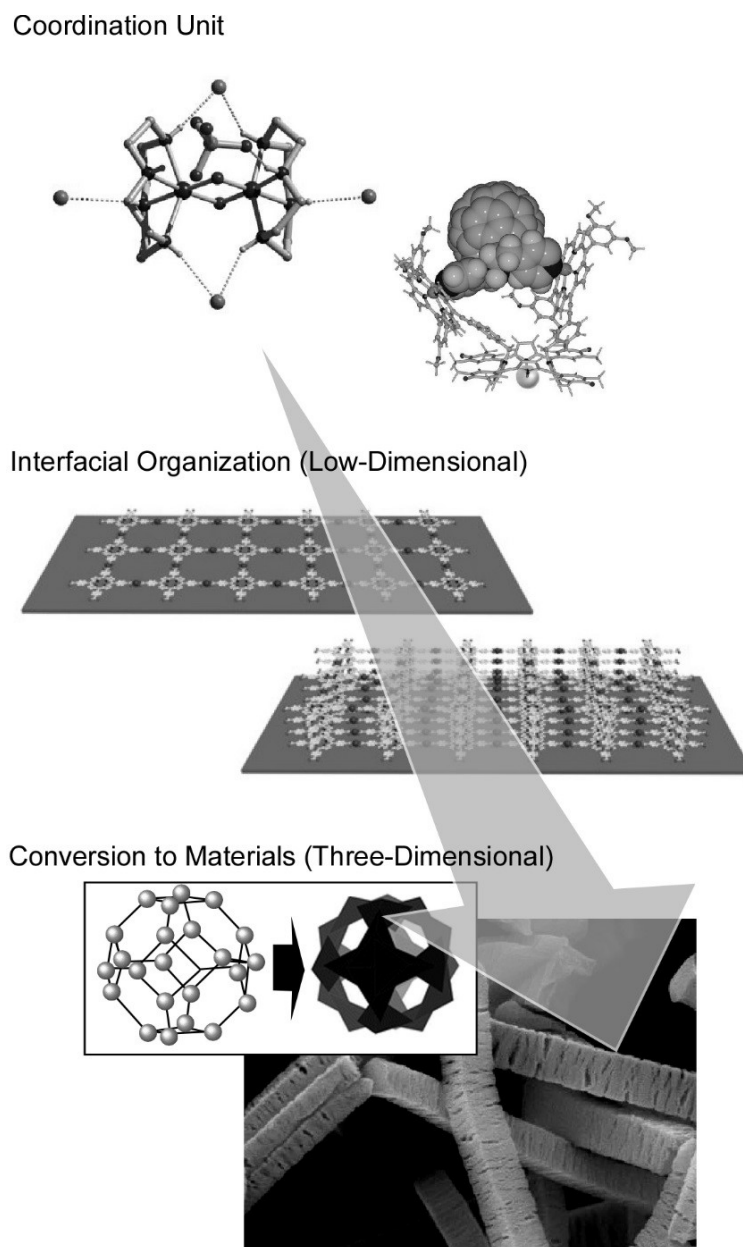 Coordination Unit
Interfacial Organization (Low-Dimensional)
Conversion to Materials (Three-Dimensional)